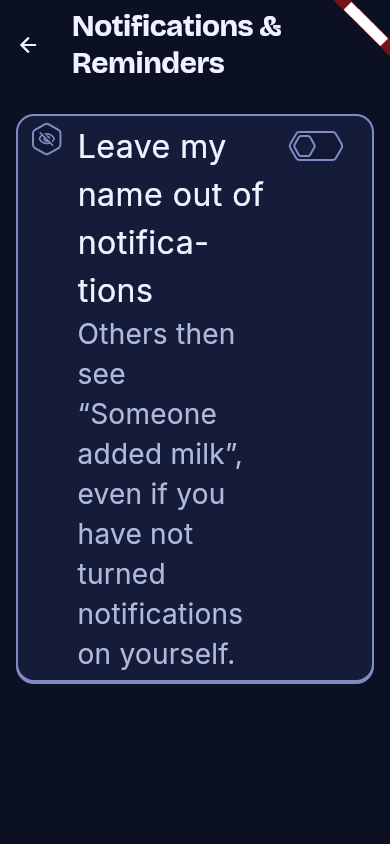 Notifications &
Reminders
Leave my
name out of
notifica-
tions
Others then
see
“Someone
added milk”,
even if you
have not
turned
notifications
on yourself.